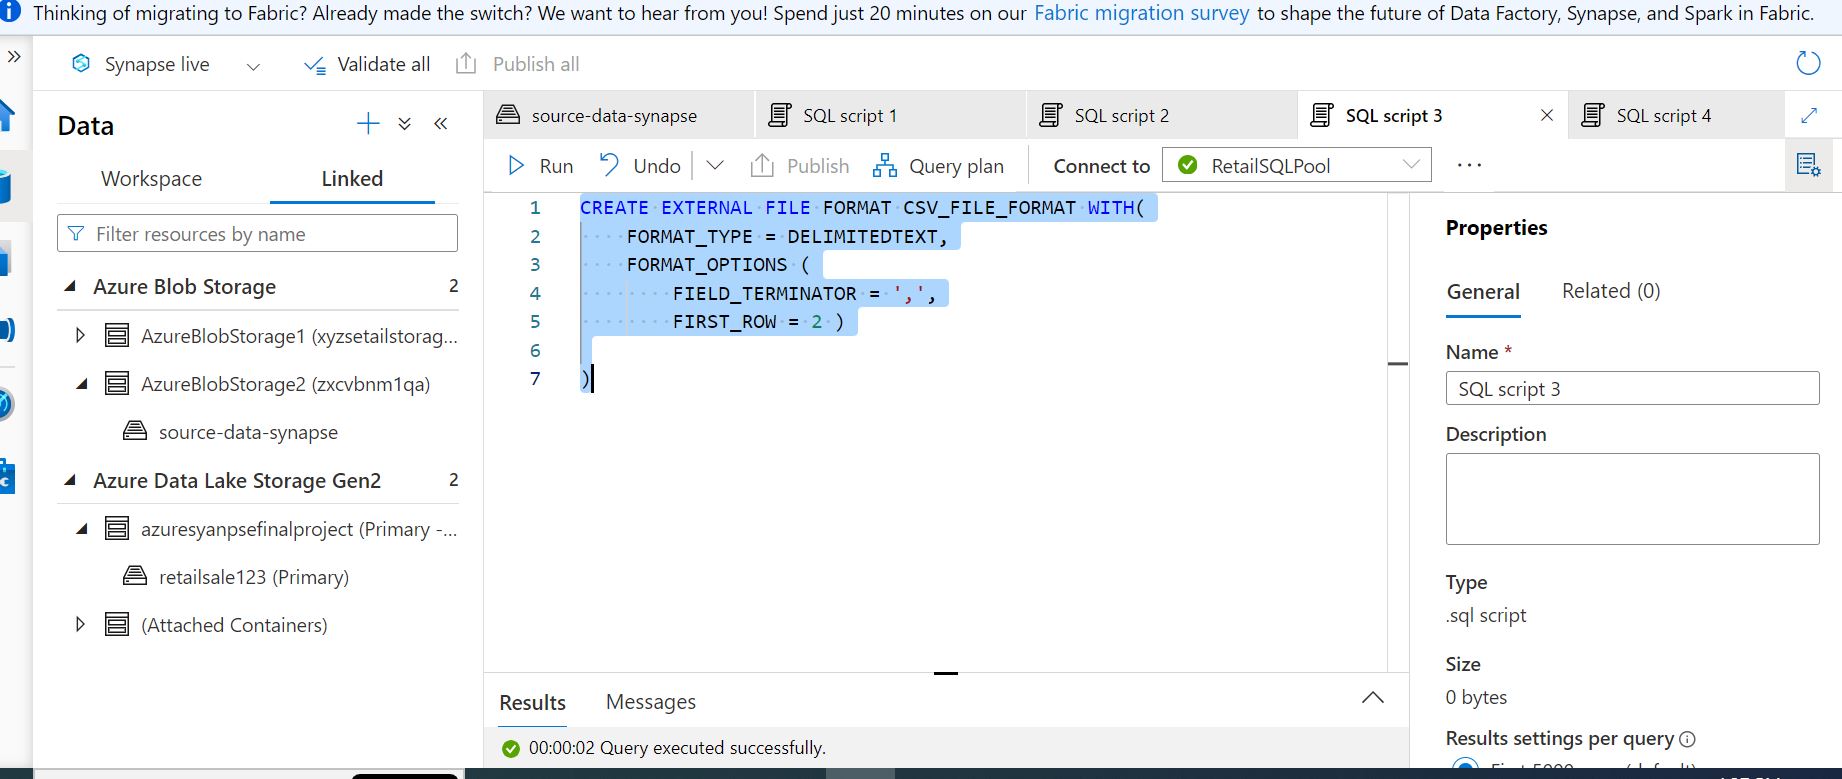 Thinking of migrating to Fabric? Already made the switch? We want to hear from you! Spend just 20 minutes on our Fabric migration survey to shape the future of Data Factory, Synapse, and Spark in Fabric.
Synapse live Validate all Publish all
Data
Workspace Linked
Filter resources by name
Azure Blob Storage 2
AzureBlobStorage1 (xyzsetailstorag...
AzureBlobStorage2 (zxcvbnm1qa)
source-data-synapse
Azure Data Lake Storage Gen2 2
azuresyanpsefinalproject (Primary -...
retailsale123 (Primary)
(Attached Containers)
source-data-synapse SQL script 1 SQL script 2 SQL script 3 SQL script 4
Run Undo Publish Query plan Connect to RetailSQLPool
1 CREATE EXTERNAL FILE FORMAT CSV_FILE_FORMAT WITH(
2 FORMAT_TYPE = DELIMITEDTEXT,
3 FORMAT_OPTIONS (
4 FIELD_TERMINATOR = ',',
5 FIRST_ROW = 2 )
6
7 )
Results Messages
00:00:02 Query executed successfully.
Properties
General Related (0)
Name *
SQL script 3
Description
Type
.sql script
Size
0 bytes
Results settings per query